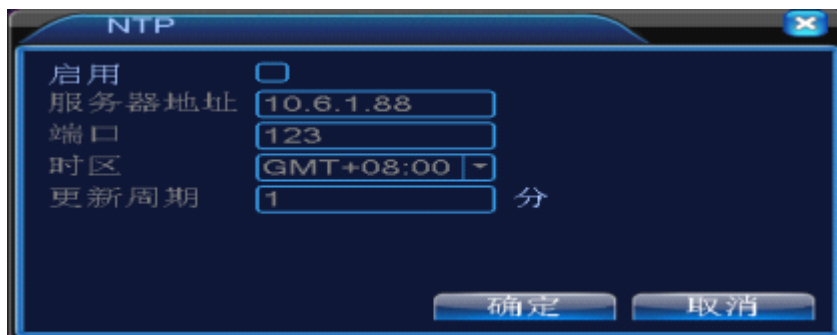 NTP
启用
服务器地址 10.6.1.88
端口 123
时区 GMT+08:00
更新周期 1 分
确定 取消